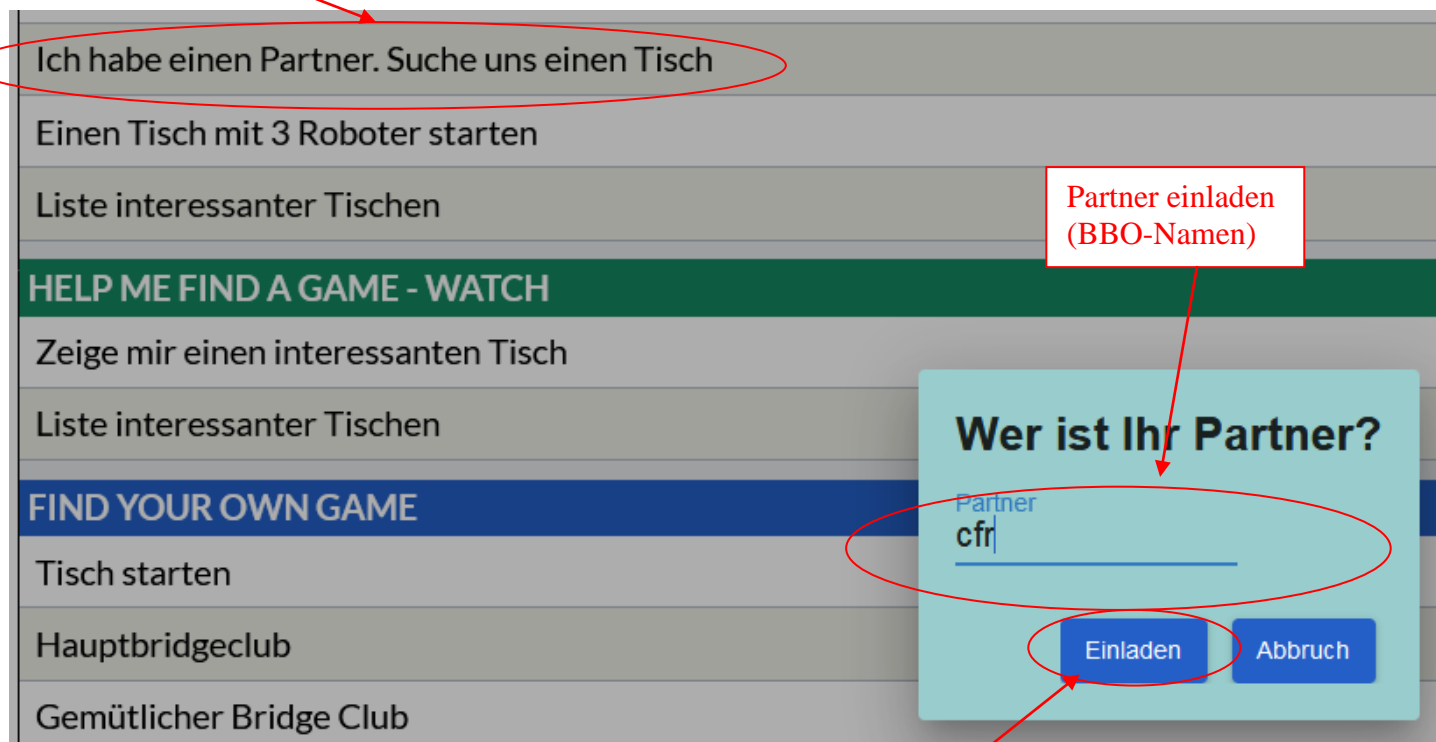 Ich habe einen Partner. Suche uns einen Tisch
Einen Tisch mit 3 Roboter starten
Liste interessanter Tischen
Partner einladen
(BBO-Namen)
HELP ME FIND A GAME - WATCH
Zeige mir einen interessanten Tisch
Liste interessanter Tischen
Wer ist Ihr Partner?
Partner
cfr
Einladen
Abbruch
FIND YOUR OWN GAME
Tisch starten
Hauptbridgeclub
Gemütlicher Bridge Club